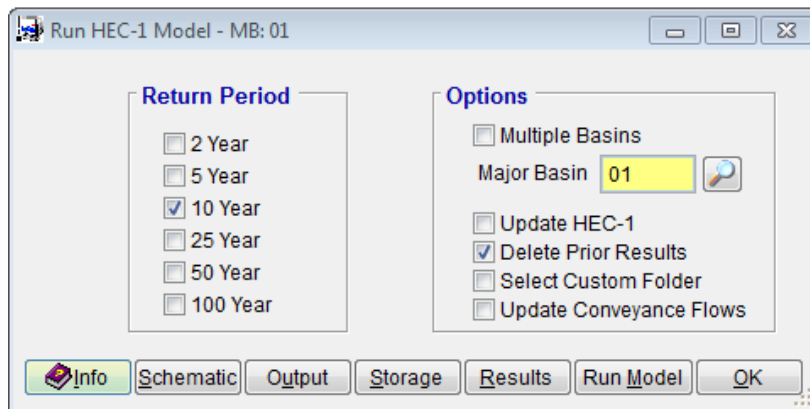 Run HEC-1 Model - MB: 01
Return Period
2 Year
5 Year
10 Year
25 Year
50 Year
100 Year
Options
Multiple Basins
Major Basin 01
Update HEC-1
Delete Prior Results
Select Custom Folder
Update Conveyance Flows
Info Schematic Output Storage Results Run Model OK